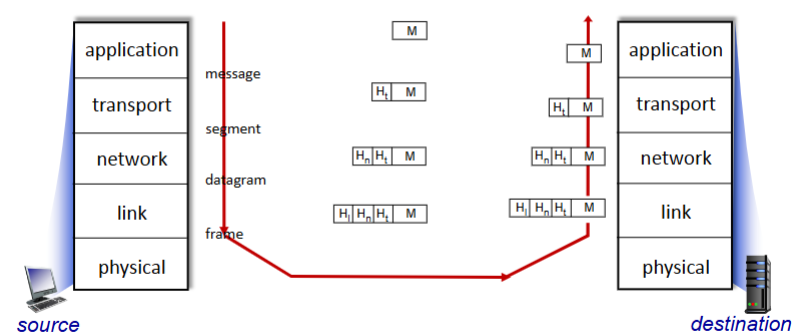 application
transport
network
link
physical
source
message
segment
datagram
frame
M
Ht M
Hn Ht M
Hl Hn Ht M
M
Ht M
Hn Ht M
Hl Hn Ht M
application
transport
network
link
physical
destination